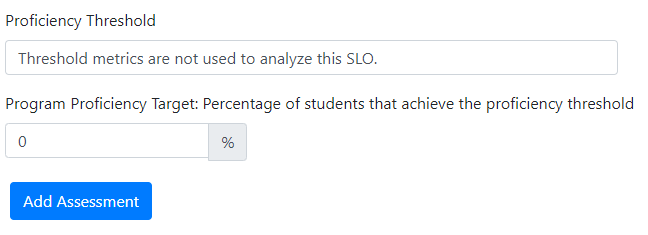 Proficiency Threshold
Threshold metrics are not used to analyze this SLO.
Program Proficiency Target: Percentage of students that achieve the proficiency threshold
0 %
Add Assessment